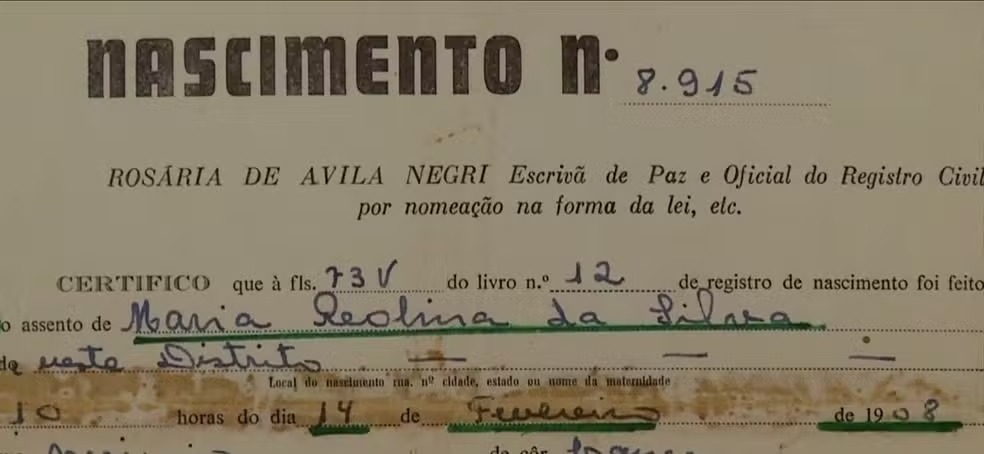 NASCIMENTO Nº 8.915
ROSÁRIA DE AVILA NEGRI Escrivã de Paz e Oficial do Registro Civil
por nomeação na forma da lei, etc.
CERTIFICO que à fls. 73 V do livro n.º 12 de registro de nascimento foi feito
o assento de Maria Leolina da Silva
neste Distrito
Local do nascimento rua, nº cidade, estado ou nome da maternidade
10 horas do dia 14 de Fevereiro de 1908
de côr branca